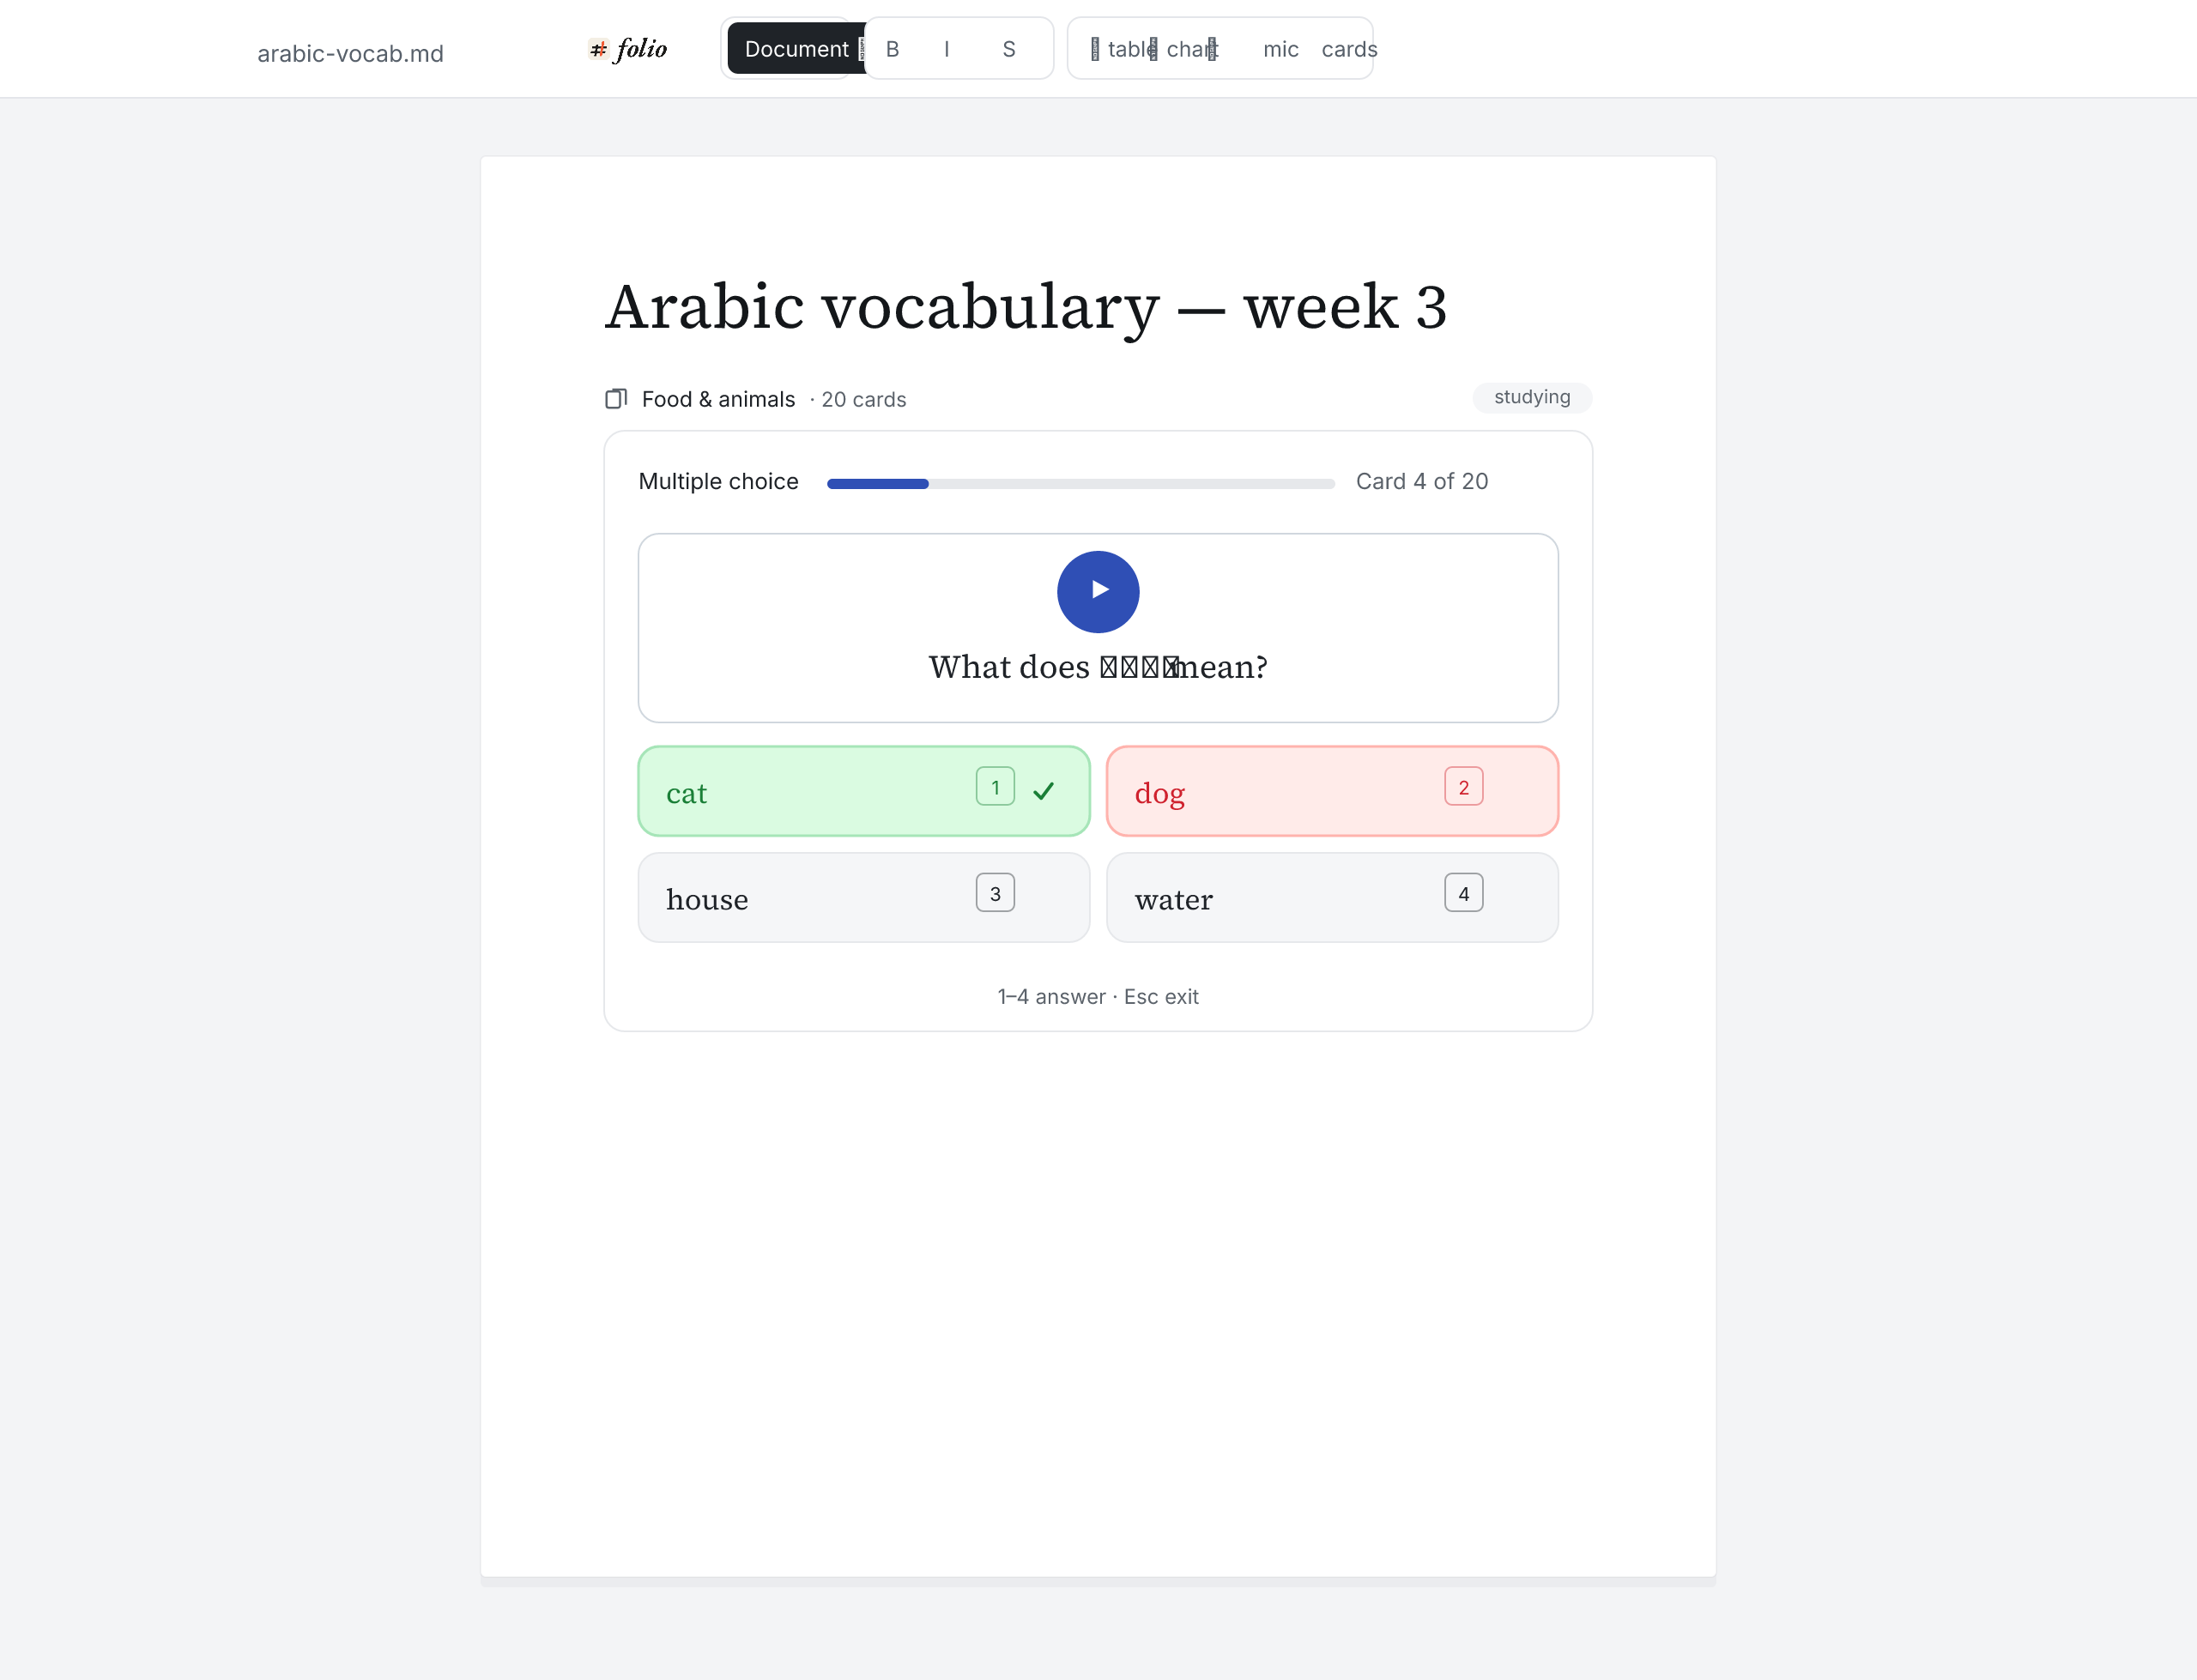 arabic-vocab.md
# folio
Document
B I S
table chart mic cards
Arabic vocabulary — week 3
Food & animals · 20 cards
studying
Multiple choice
Card 4 of 20
What does mean?
cat 1 ✓
dog 2
house 3
water 4
1–4 answer · Esc exit